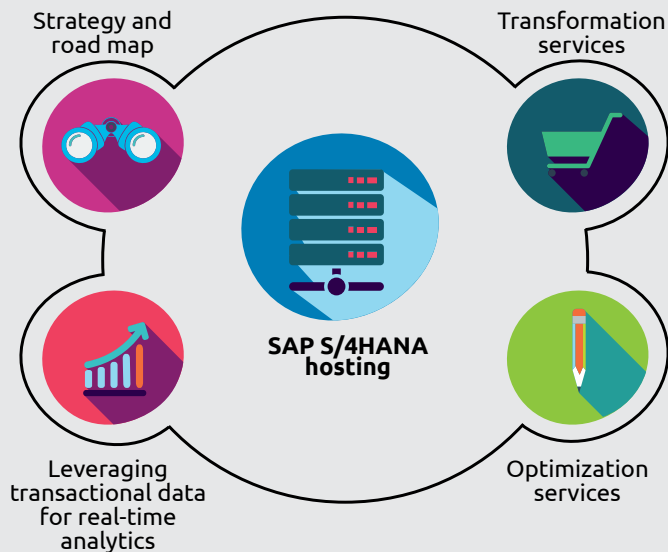 Strategy and
road map
Transformation
services
SAP S/4HANA
hosting
Leveraging
transactional data
for real-time
analytics
Optimization
services